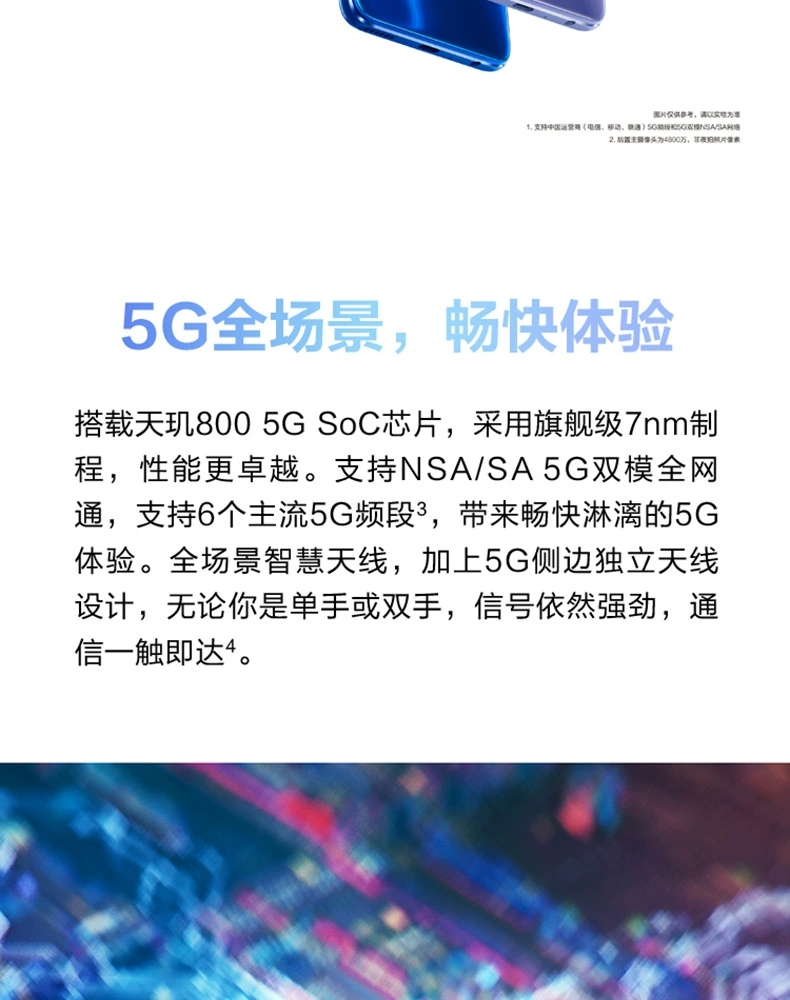 图片仅供参考，请以实物为准
1. 支持中国运营商（电信、移动、联通）5G频段和5G双模NSA/SA网络
2. 后置主摄像头为4800万，非夜拍照片像素
5G全场景，畅快体验
搭载天玑800 5G SoC芯片，采用旗舰级7nm制
程，性能更卓越。支持NSA/SA 5G双模全网
通，支持6个主流5G频段³，带来畅快淋漓的5G
体验。全场景智慧天线，加上5G侧边独立天线
设计，无论你是单手或双手，信号依然强劲，通
信一触即达⁴。